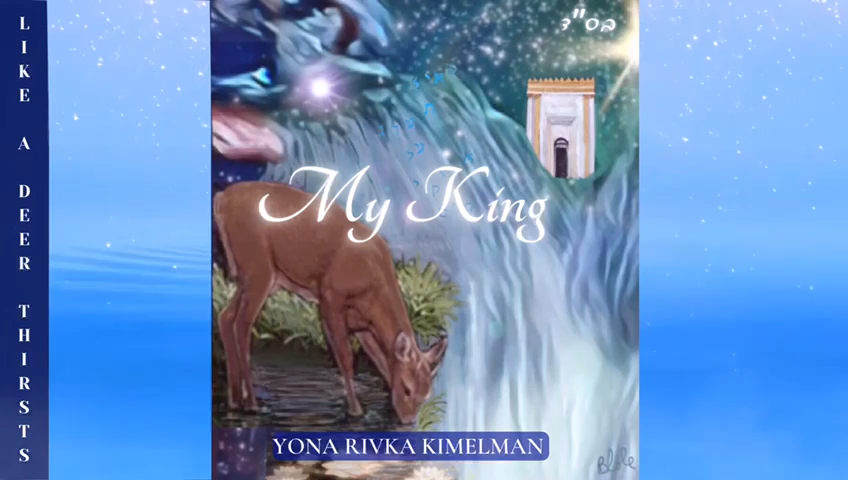 LIKE A DEER THIRSTS
בס"ד
My King
YONA RIVKA KIMELMAN